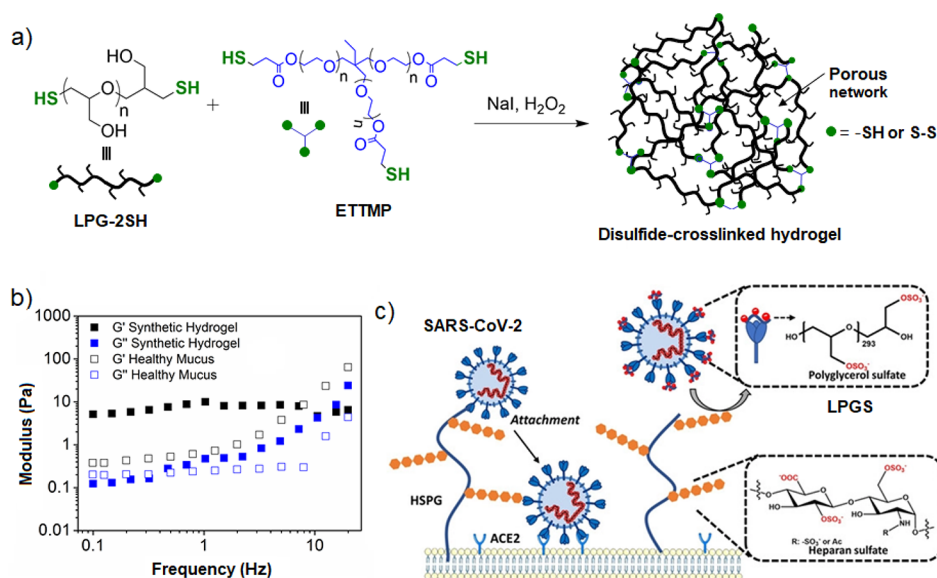 a)
HS
O
n
HO
OH
SH
+
LPG-2SH
HS
O
O
O
n
O
O
n
O
O
SH
O
n
O
O
SH
ETTMP
NaI, H₂O₂
Porous
network
= -SH or S-S
Disulfide-crosslinked hydrogel
b)
1000
100
10
1
0.1
0.01
Modulus (Pa)
G' Synthetic Hydrogel
G'' Synthetic Hydrogel
G' Healthy Mucus
G'' Healthy Mucus
0.1
1
10
Frequency (Hz)
c)
SARS-CoV-2
Attachment
HSPG
ACE2
OSO₃⁻
HO
O
293
OH
OSO₃⁻
Polyglycerol sulfate
LPGS
⁻OOC
O
O
HO
OSO₃⁻
O
OSO₃⁻
O
HO
NH
R
O
R: -SO₃⁻ or Ac
Heparan sulfate